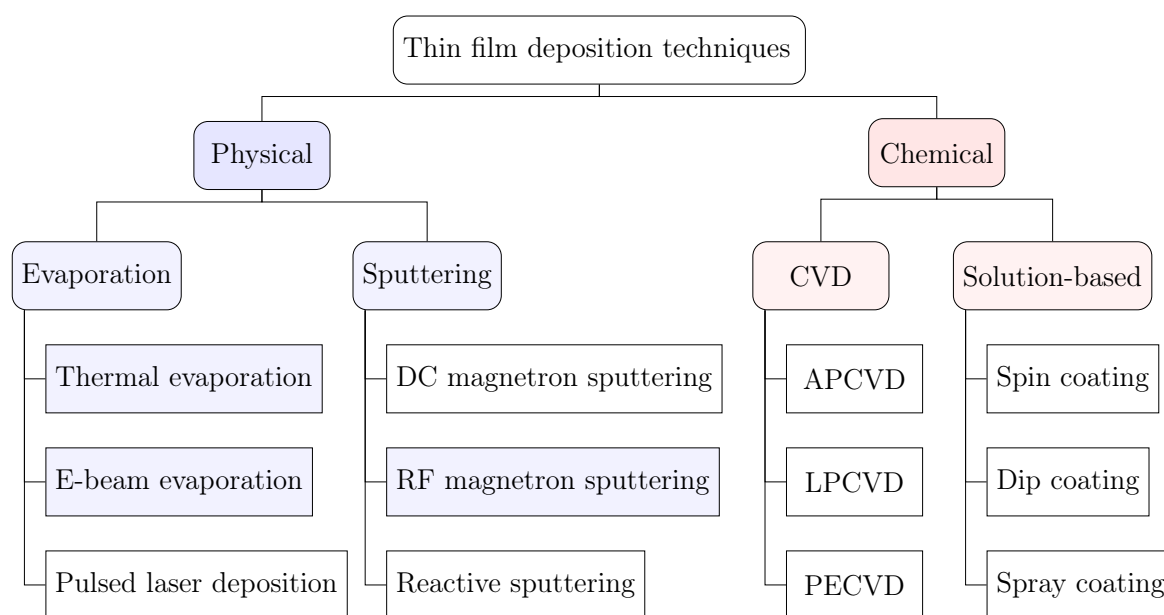 Thin film deposition techniques
Physical
Chemical
Evaporation
Sputtering
CVD
Solution-based
Thermal evaporation
DC magnetron sputtering
APCVD
Spin coating
E-beam evaporation
RF magnetron sputtering
LPCVD
Dip coating
Pulsed laser deposition
Reactive sputtering
PECVD
Spray coating